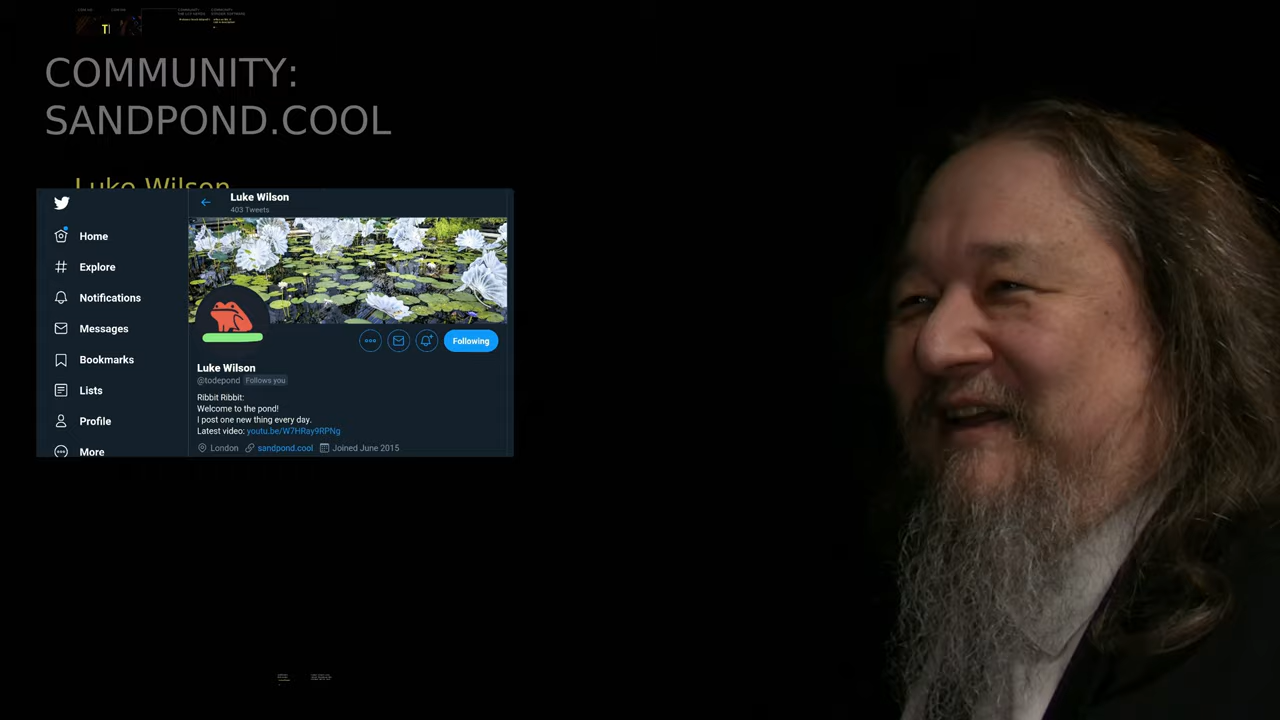 COMMUNITY:
SANDPOND.COOL
Luke Wilson
Luke Wilson
403 Tweets
Home
Explore
Notifications
Messages
Bookmarks
Lists
Profile
More
Following
Luke Wilson
@todepond Follows you
Ribbit Ribbit:
Welcome to the pond!
I post one new thing every day.
Latest video: youtu.be/W7HRay9RPNg
London sandpond.cool Joined June 2015